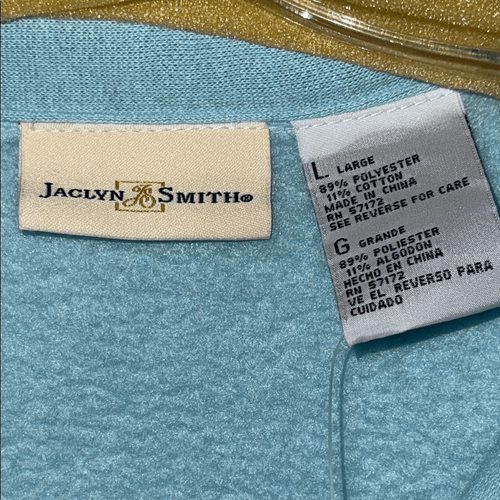 JACLYN JS SMITH®
L LARGE
89% POLYESTER
11% COTTON
MADE IN CHINA
RN 57172
SEE REVERSE FOR CARE
G GRANDE
89% POLIESTER
11% ALGODON
HECHO EN CHINA
RN 57172
VE EL REVERSO PARA
CUIDADO